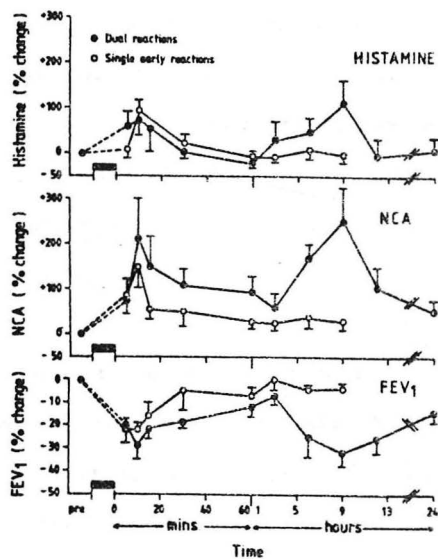 Dual reactions
Single early reactions
HISTAMINE
Histamine (% change)
+300
+200
+100
0
- 50
NCA
NCA (% change)
+300
+200
+100
0
- 50
FEV1
FEV1 (% change)
0
-10
-20
-30
-40
-50
pre 0 20 40 60 1 5 9 13 24
mins hours
Time